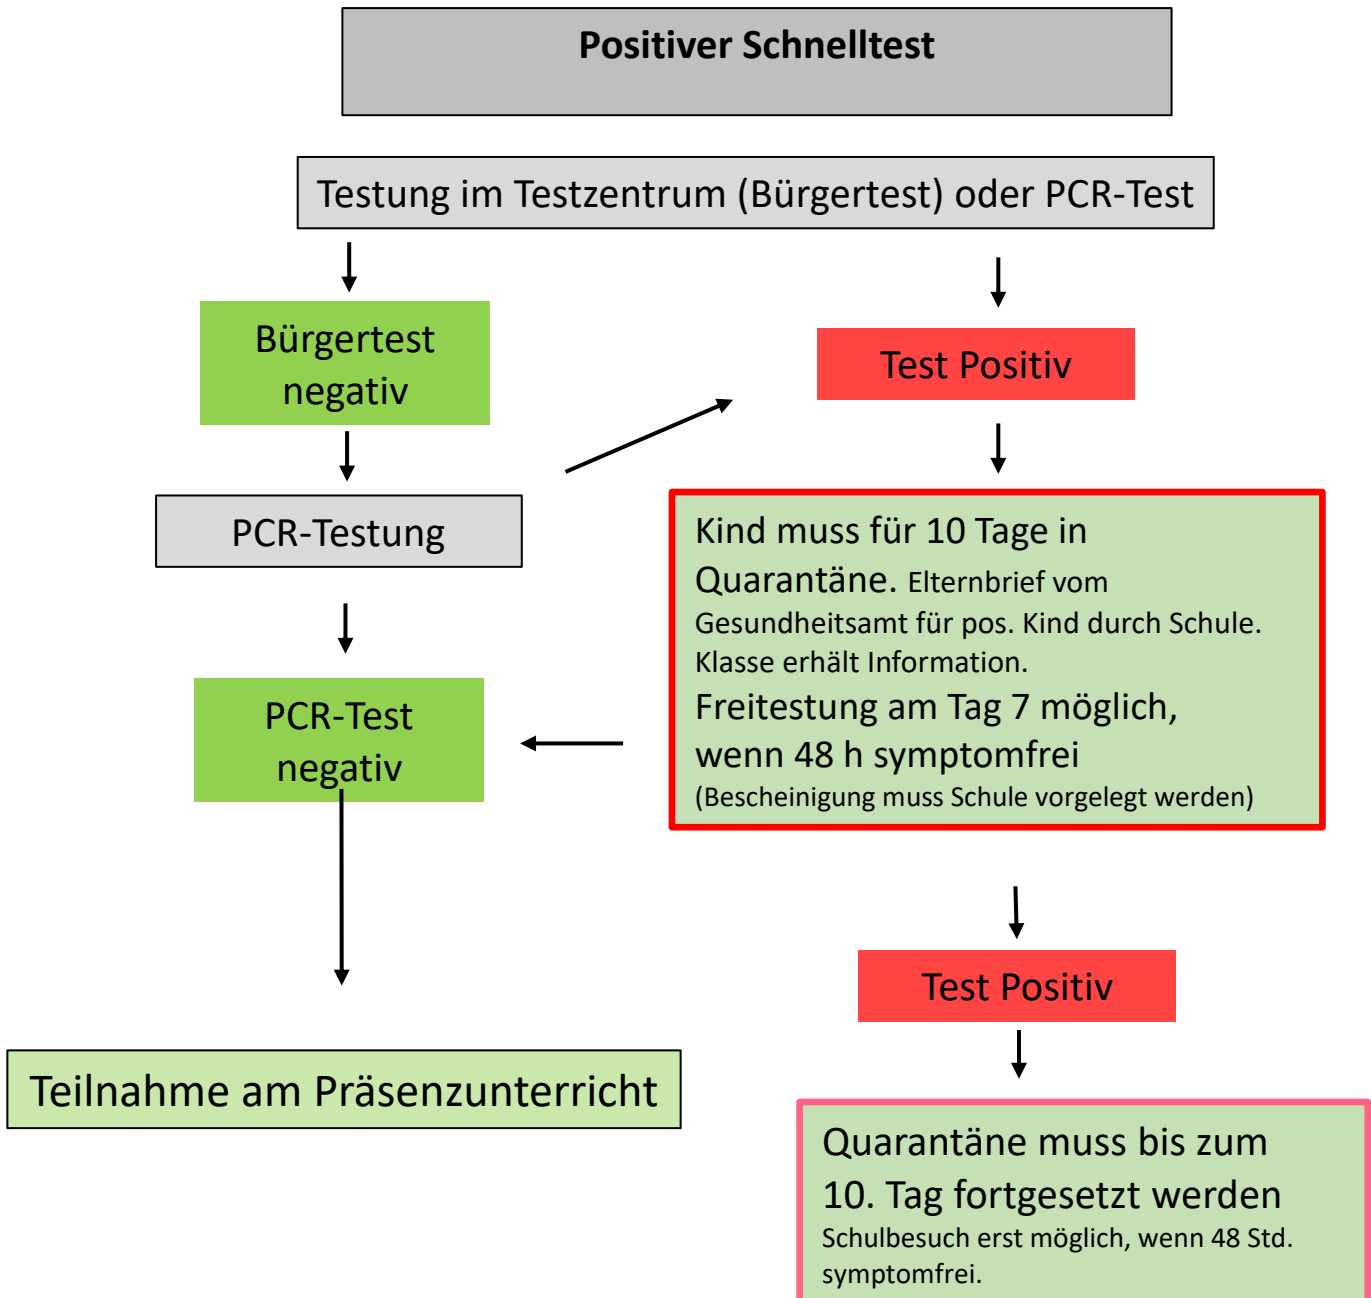 Positiver Schnelltest
Testung im Testzentrum (Bürgertest) oder PCR-Test
Bürgertest
negativ
Test Positiv
PCR-Testung
Kind muss für 10 Tage in
Quarantäne. Elternbrief vom
Gesundheitsamt für pos. Kind durch Schule.
Klasse erhält Information.
Freitestung am Tag 7 möglich,
wenn 48 h symptomfrei
(Bescheinigung muss Schule vorgelegt werden)
PCR-Test
negativ
Test Positiv
Teilnahme am Präsenzunterricht
Quarantäne muss bis zum
10. Tag fortgesetzt werden
Schulbesuch erst möglich, wenn 48 Std.
symptomfrei.